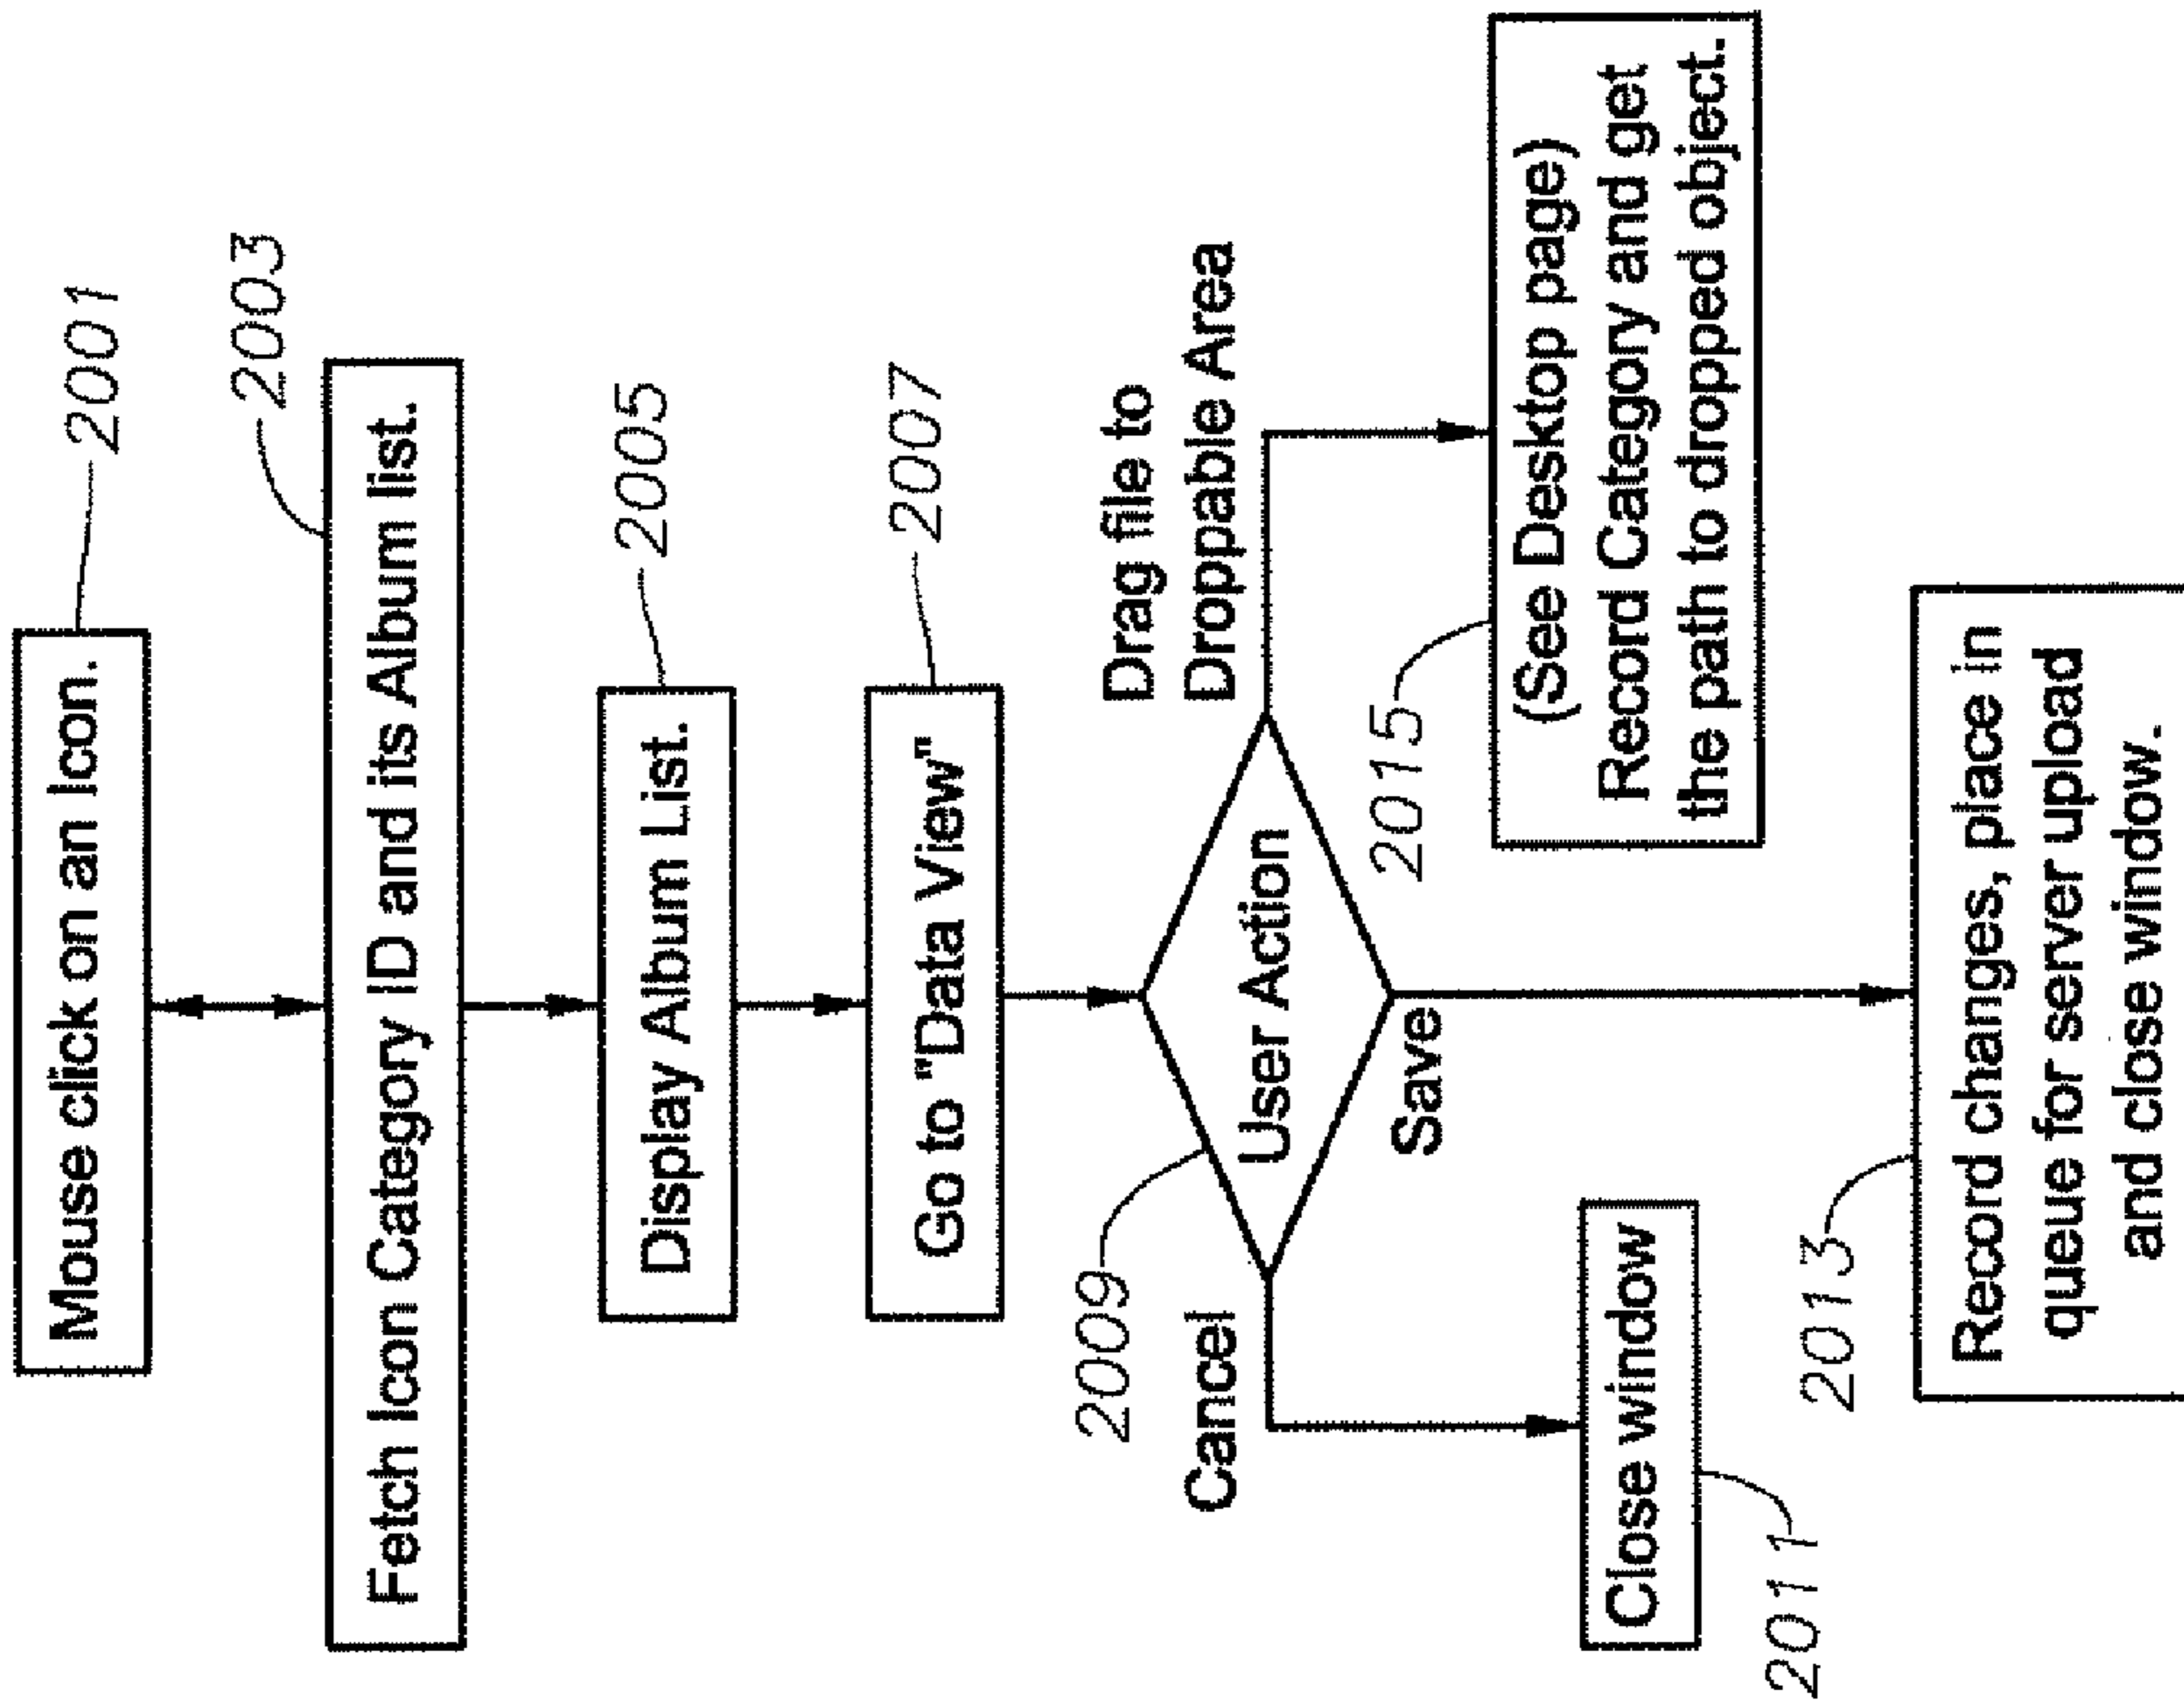 Mouse click on an Icon.
2001
2003
Fetch Icon Category ID and its Album list.
2005
Display Album List.
2007
Go to "Data View"
Drag file to
Droppable Area
2009
User Action
Cancel
Save
2015
(See Desktop page)
Record Category and get
the path to dropped object.
Close window
2011
2013
Record changes, place in
queue for server upload
and close window.